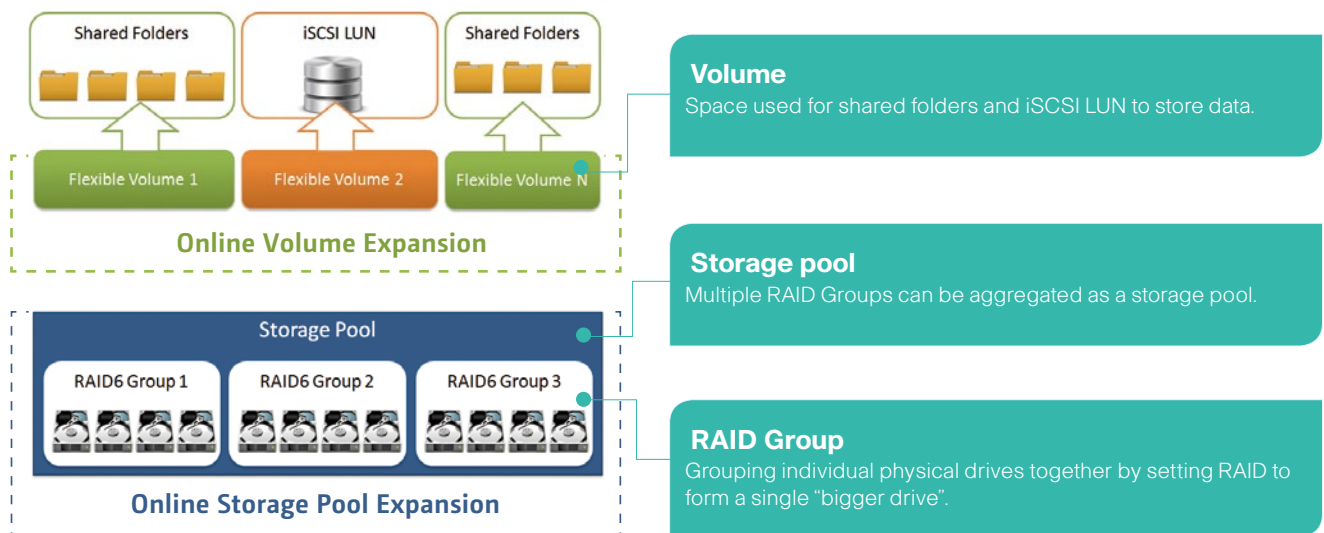 Shared Folders
iSCSI LUN
Shared Folders
Flexible Volume 1
Flexible Volume 2
Flexible Volume N
Online Volume Expansion
Storage Pool
RAID6 Group 1
RAID6 Group 2
RAID6 Group 3
Online Storage Pool Expansion
Volume
Space used for shared folders and iSCSI LUN to store data.
Storage pool
Multiple RAID Groups can be aggregated as a storage pool.
RAID Group
Grouping individual physical drives together by setting RAID to
form a single “bigger drive”.